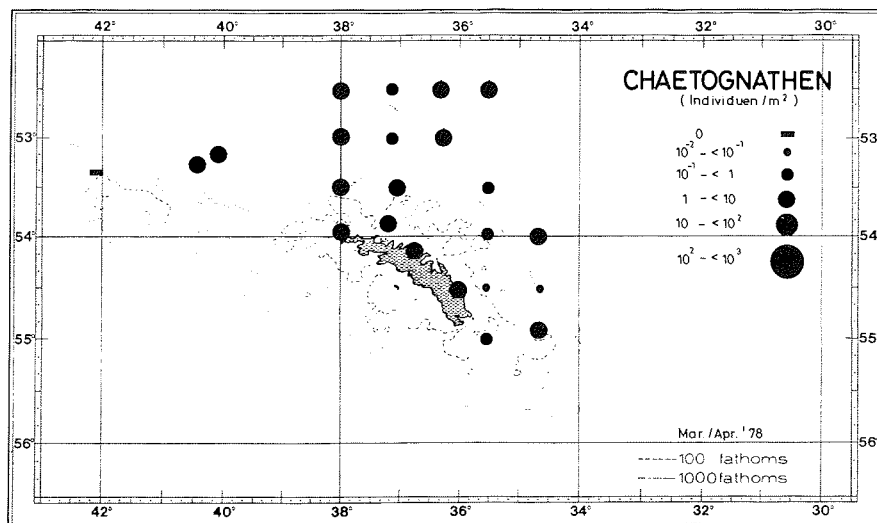 42° 40° 38° 36° 34° 32° 30°
CHAETOGNATHEN
(Individuen/m²)
0
10⁻² – <10⁻¹
10⁻¹ – < 1
1 – <10
10 – <10²
10² – <10³
53° 53°
54° 54°
55° 55°
56° 56°
Mar./Apr. '78
100 fathoms
1000 fathoms
42° 40° 38° 36° 34° 32° 30°